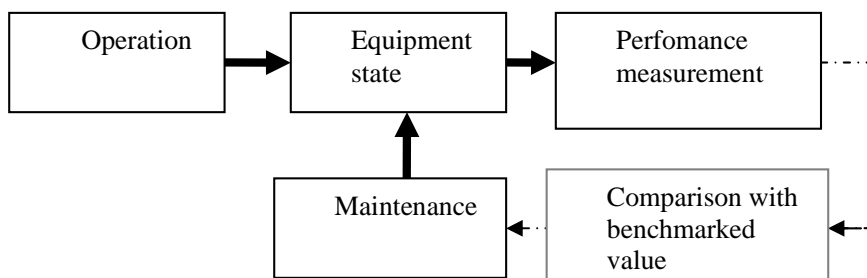 Operation
Equipment
state
Perfomance
measurement
Maintenance
Comparison with
benchmarked
value